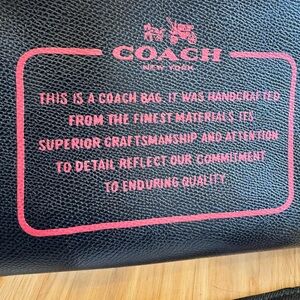 COACH
NEW YORK
THIS IS A COACH BAG. IT WAS HANDCRAFTED
FROM THE FINEST MATERIALS. ITS
SUPERIOR CRAFTSMANSHIP AND ATTENTION
TO DETAIL REFLECT OUR COMMITMENT
TO ENDURING QUALITY.